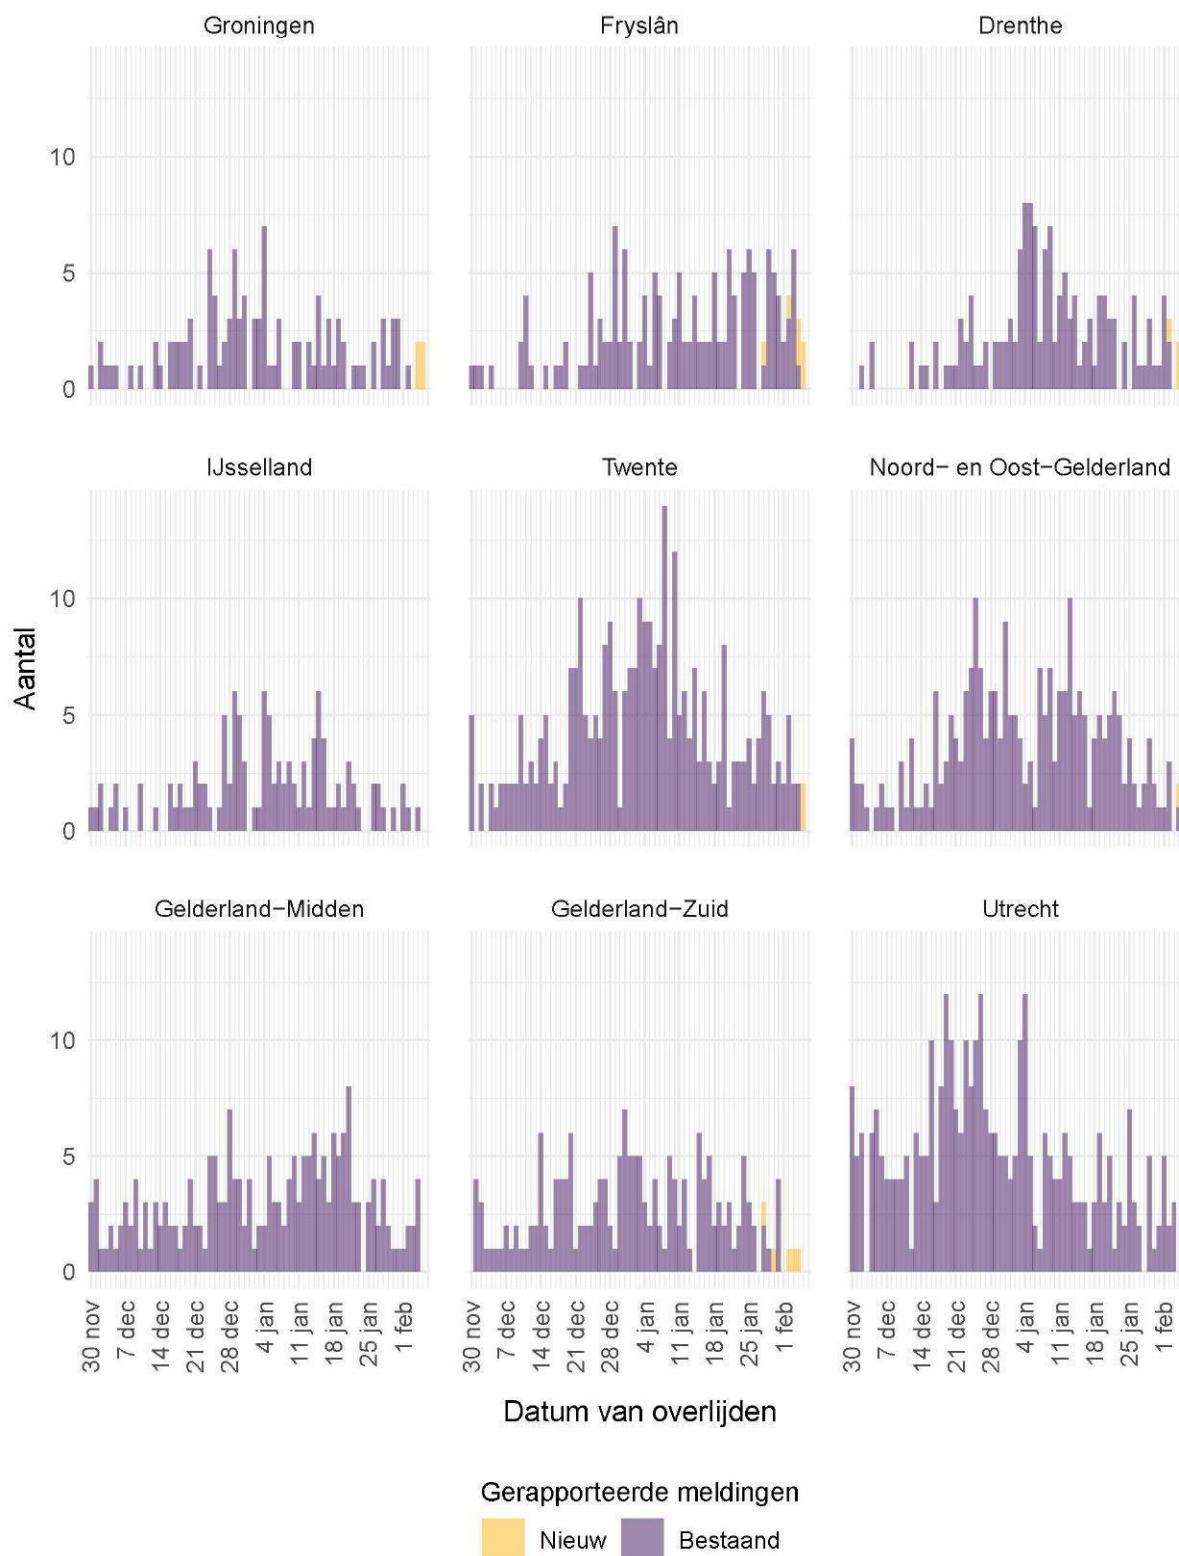 Groningen Fryslân Drenthe
10
5
0
IJsselland Twente Noord- en Oost-Gelderland
10
5
0
Aantal
Gelderland-Midden Gelderland-Zuid Utrecht
10
5
0
30 nov 7 dec 14 dec 21 dec 28 dec 4 jan 11 jan 18 jan 25 jan 1 feb 30 nov 7 dec 14 dec 21 dec 28 dec 4 jan 11 jan 18 jan 25 jan 1 feb 30 nov 7 dec 14 dec 21 dec 28 dec 4 jan 11 jan 18 jan 25 jan 1 feb
Datum van overlijden
Gerapporteerde meldingen
Nieuw Bestaand